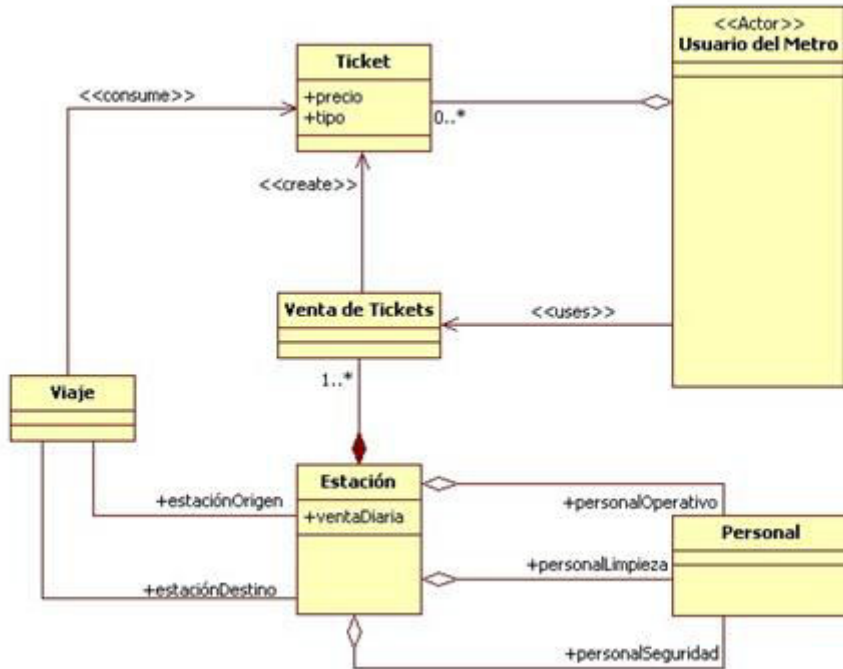 <<Actor>>
Usuario del Metro
Ticket
+precio
+tipo
0..*
<<consume>>
<<create>>
Venta de Tickets
<<uses>>
1..*
Viaje
Estación
+ventaDiaria
+estaciónOrigen
+estaciónDestino
+personalOperativo
Personal
+personalLimpieza
+personalSeguridad